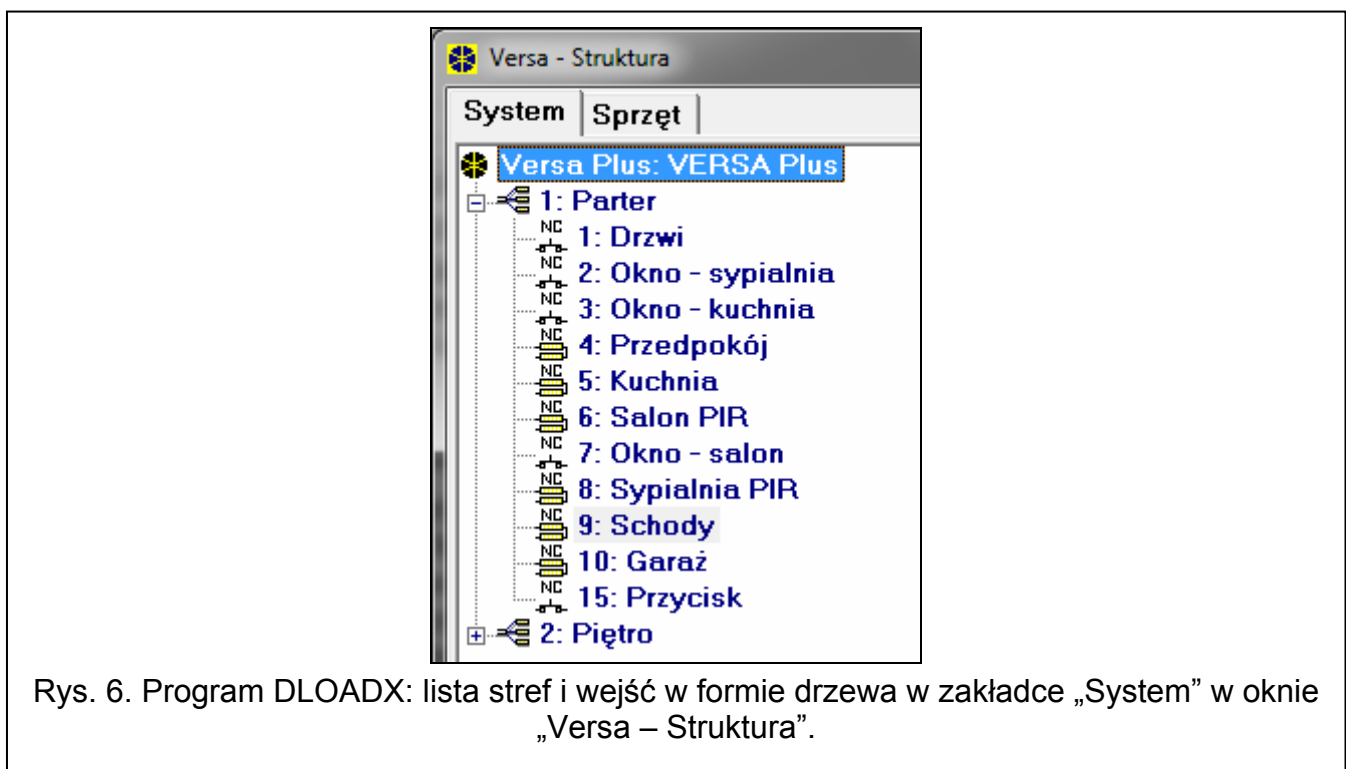 Versa - Struktura
System Sprzęt
Versa Plus: VERSA Plus
1: Parter
NC 1: Drzwi
NC 2: Okno - sypialnia
NC 3: Okno - kuchnia
NC 4: Przedpokój
NC 5: Kuchnia
NC 6: Salon PIR
NC 7: Okno - salon
NC 8: Sypialnia PIR
NC 9: Schody
NC 10: Garaż
NC 15: Przycisk
2: Piętro
Rys. 6. Program DLOADX: lista stref i wejść w formie drzewa w zakładce „System” w oknie
„Versa – Struktura”.